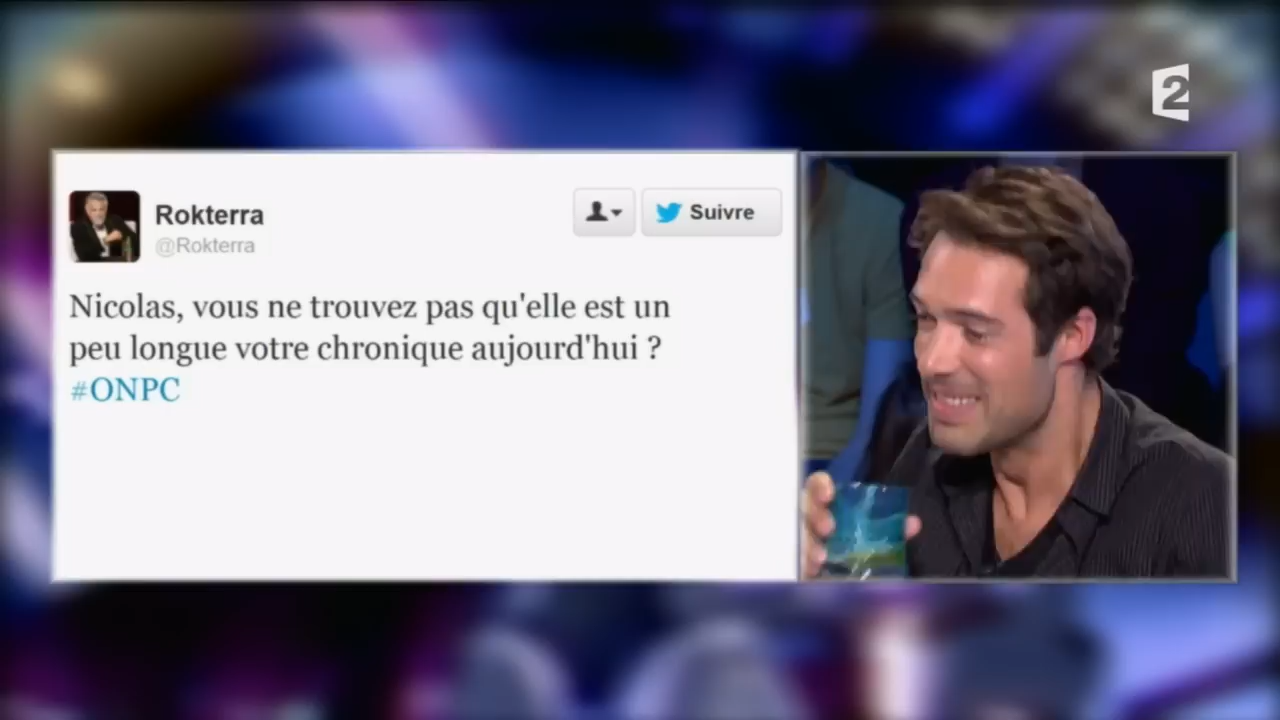 2
Rokterra
@Rokterra
Suivre
Nicolas, vous ne trouvez pas qu'elle est un
peu longue votre chronique aujourd'hui ?
#ONPC